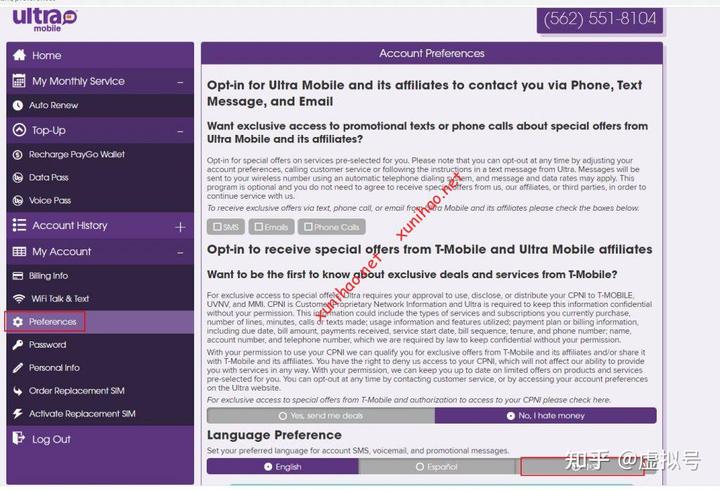 ultra
mobile
(562) 551-8104
Home
My Monthly Service
Auto Renew
Top-Up
Recharge PayGo Wallet
Data Pass
Voice Pass
Account History
My Account
Billing Info
WiFi Talk & Text
Preferences
Password
Personal Info
Order Replacement SIM
Activate Replacement SIM
Log Out
Account Preferences
Opt-in for Ultra Mobile and its affiliates to contact you via Phone, Text
Message, and Email
Want exclusive access to promotional texts or phone calls about special offers from
Ultra Mobile and its affiliates?
Opt-in for special offers on services pre-selected for you. Please note that you can opt-out at any time by adjusting your
account preferences, calling customer service or following the instructions in a text message from Ultra. Messages will be
sent to your wireless number using an automatic telephone dialing system, and message and data rates may apply. This
program is optional and you do not need to agree to receive special offers from us, our affiliates, or third parties, in order to
continue service with us.
To receive exclusive offers via text, phone call, or email from Ultra Mobile and its affiliates please check the boxes below.
SMS
Emails
Phone Calls
xunihao.net
xunihao.net
Opt-in to receive special offers from T-Mobile and Ultra Mobile affiliates
Want to be the first to know about exclusive deals and services from T-Mobile?
For exclusive access to special offers, Ultra requires your approval to use, disclose, or distribute your CPNI to T-MOBILE,
UVNV, and MMI. CPNI is Customer Proprietary Network Information and Ultra is required to keep this information confidential
without your permission. This information could include the types of services and subscriptions you currently purchase,
number of lines, minutes, calls or texts made; usage information and features utilized; payment plan or billing information,
including due date, bill amount, payments received, service start date, bill sequence, tenure, and phone number; name,
account number, and telephone number, which we are required by law to keep confidential without your permission.
With your permission to use your CPNI we can qualify you for exclusive offers from T-Mobile and its affiliates and/or share it
with T-Mobile and its affiliates. You have the right to deny us access to your CPNI, which will not affect our ability to provide
you with services in any way. With your permission, we can keep you up to date on limited offers on products and services
pre-selected for you. You can opt-out at any time by contacting customer service, or by accessing your account preferences on
the Ultra website.
For exclusive access to special offers from T-Mobile and authorization to access to your CPNI please check here.
Yes, send me deals
No, I hate money
Language Preference
Set your preferred language for account SMS, voicemail, and promotional messages.
English
Español
知乎 @虚拟号